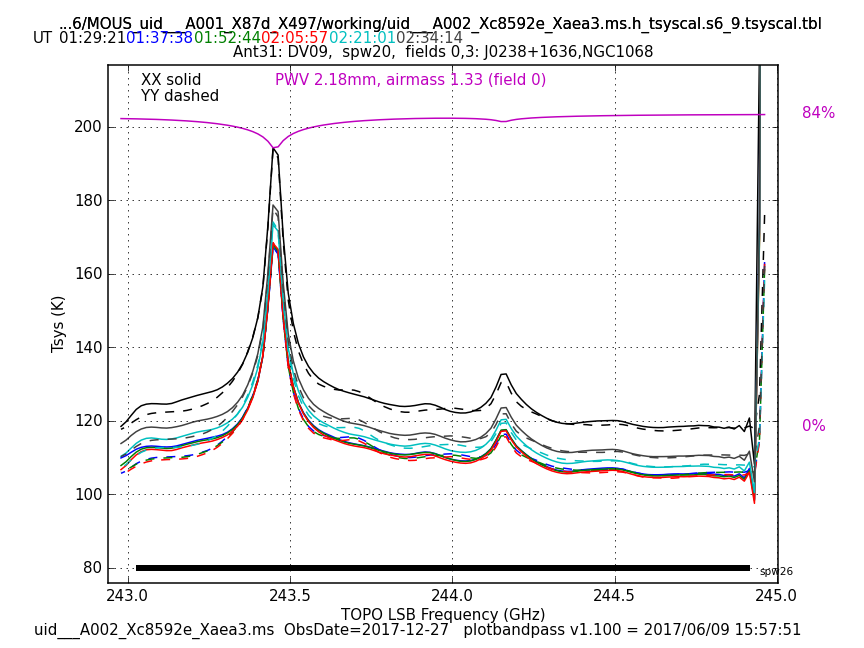 ...6/MOUS_uid___A001_X87d_X497/working/uid___A002_Xc8592e_Xaea3.ms.h_tsyscal.s6_9.tsyscal.tbl
UT 01:29:21 01:37:38 01:52:44 02:05:57 02:21:01 02:34:14
Ant31: DV09, spw20, fields 0,3: J0238+1636,NGC1068
XX solid PWV 2.18mm, airmass 1.33 (field 0)
YY dashed
84%
200
180
160
140
120
100
80
Tsys (K)
0%
spw26
243.0 243.5 244.0 244.5 245.0
TOPO LSB Frequency (GHz)
uid___A002_Xc8592e_Xaea3.ms ObsDate=2017-12-27 plotbandpass v1.100 = 2017/06/09 15:57:51